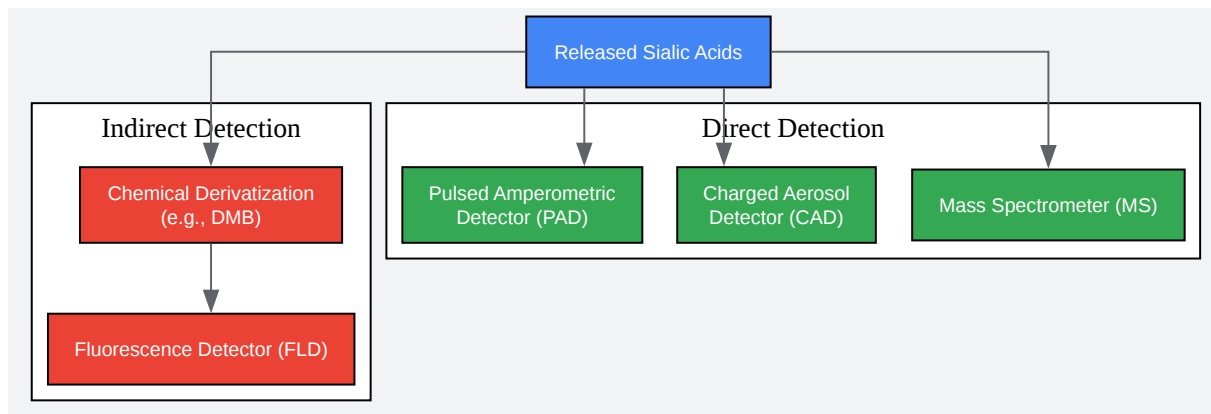 Released Sialic Acids
Indirect Detection
Direct Detection
Chemical Derivatization
(e.g., DMB)
Pulsed Amperometric
Detector (PAD)
Charged Aerosol
Detector (CAD)
Mass Spectrometer (MS)
Fluorescence Detector (FLD)